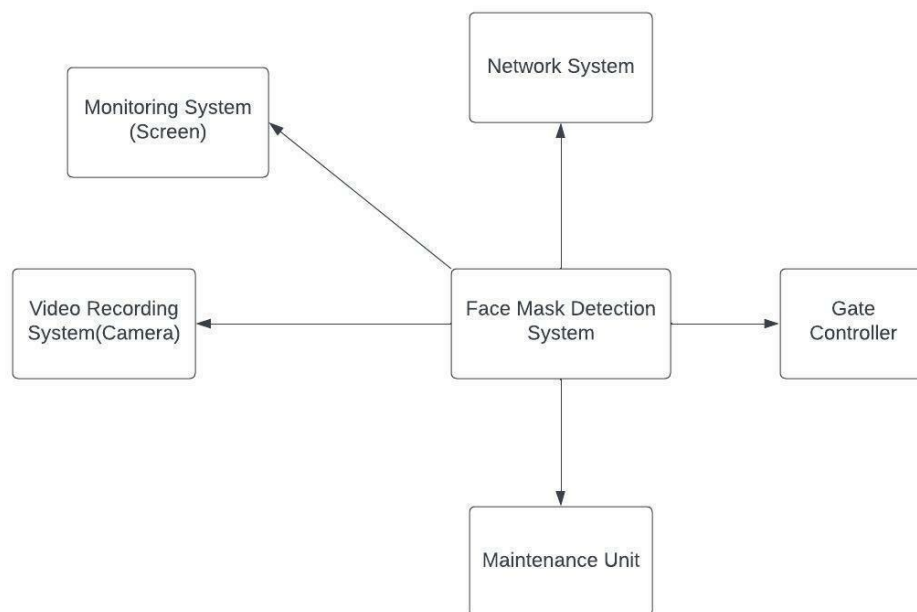 Network System
Monitoring System
(Screen)
Video Recording
System(Camera)
Face Mask Detection
System
Gate
Controller
Maintenance Unit